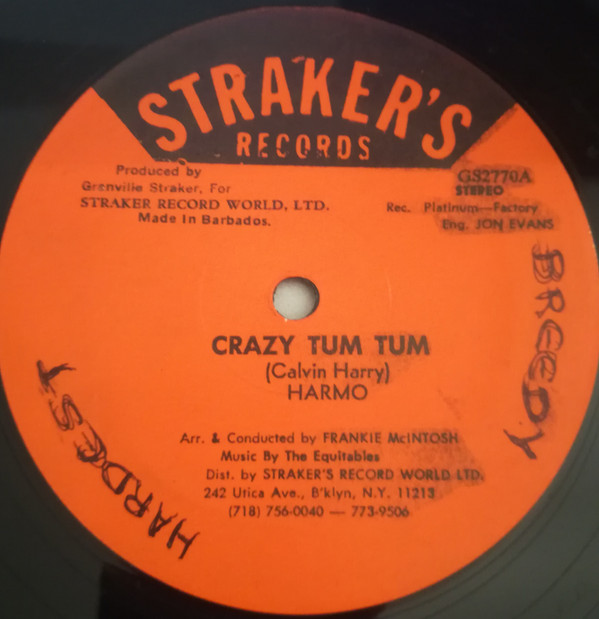 STRAKER'S
RECORDS
Produced by
Grenville Straker, For
STRAKER RECORD WORLD, LTD.
Made In Barbados.
GS2770A
STEREO
Rec. Platinum—Factory
Eng. JON EVANS
BREEDY
CRAZY TUM TUM
(Calvin Harry)
HARMO
HARDEST
Arr. & Conducted by FRANKIE McINTOSH
Music By The Equitables
Dist. by STRAKER'S RECORD WORLD LTD.
242 Utica Ave., B'klyn, N.Y. 11213
(718) 756-0040 — 773-9506